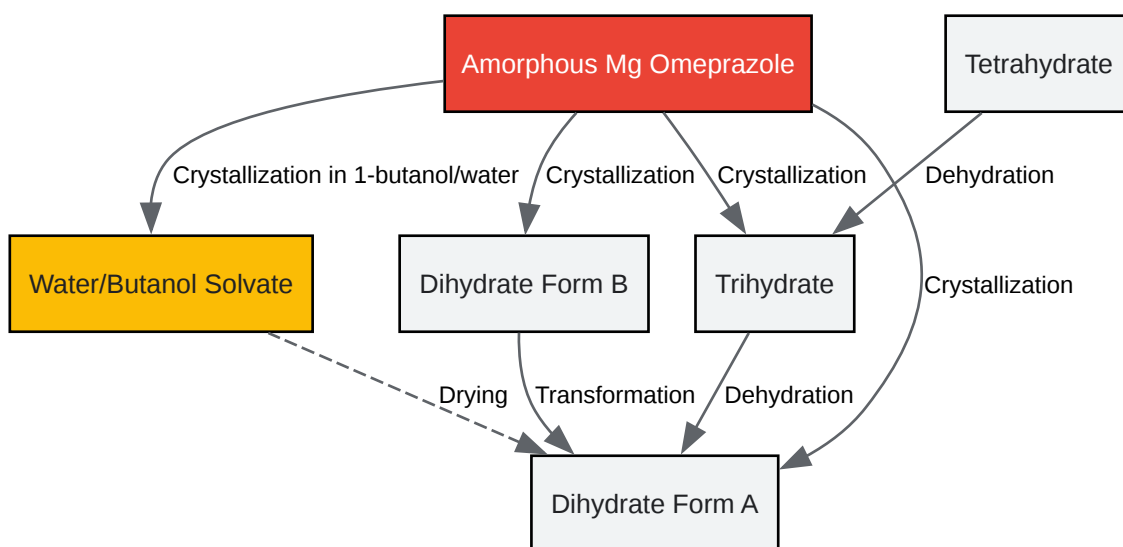 Amorphous Mg Omeprazole
Tetrahydrate
Crystallization in 1-butanol/water
Crystallization
Crystallization
Dehydration
Water/Butanol Solvate
Dihydrate Form B
Trihydrate
Crystallization
Drying
Transformation
Dehydration
Dihydrate Form A